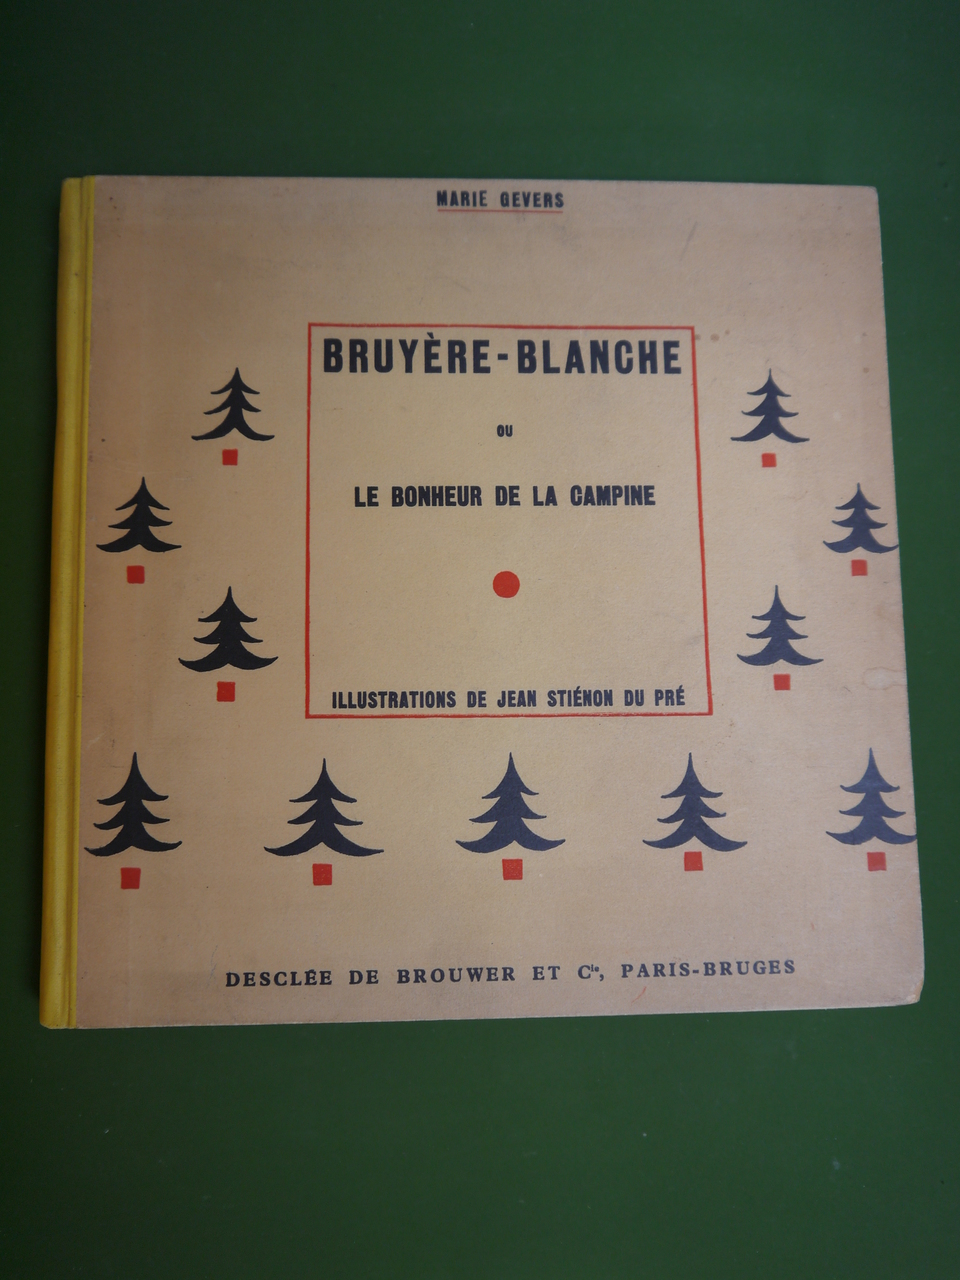 MARIE GEVERS
BRUYÈRE-BLANCHE
OU
LE BONHEUR DE LA CAMPINE
ILLUSTRATIONS DE JEAN STIÉNON DU PRÉ
DESCLÉE DE BROUWER ET Cie, PARIS-BRUGES